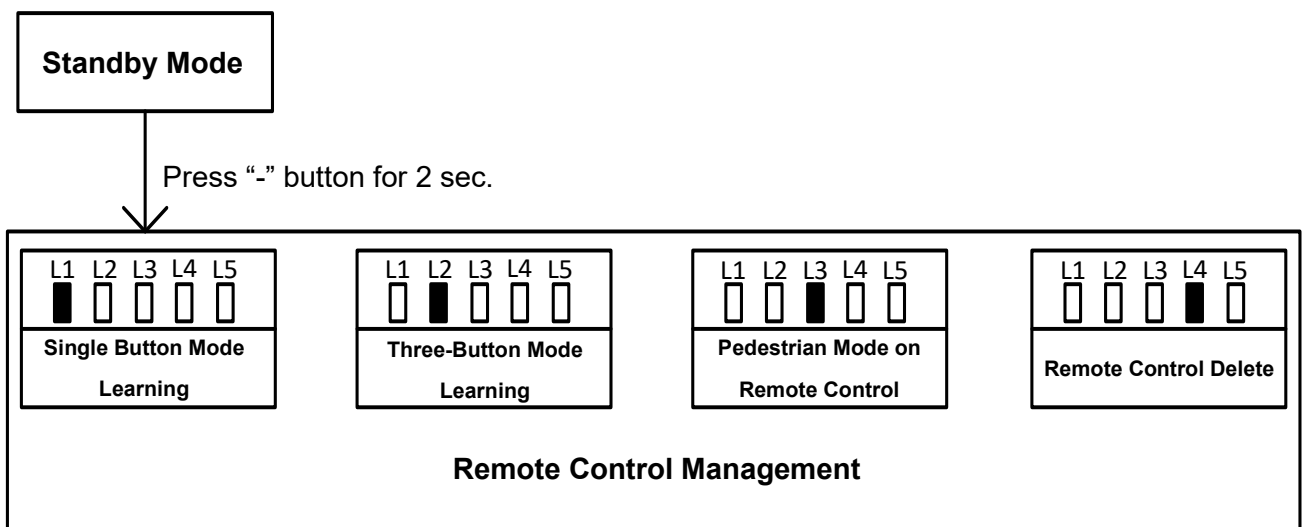 Standby Mode
Press “-” button for 2 sec.
L1 L2 L3 L4 L5
Single Button Mode
Learning
L1 L2 L3 L4 L5
Three-Button Mode
Learning
L1 L2 L3 L4 L5
Pedestrian Mode on
Remote Control
L1 L2 L3 L4 L5
Remote Control Delete
Remote Control Management